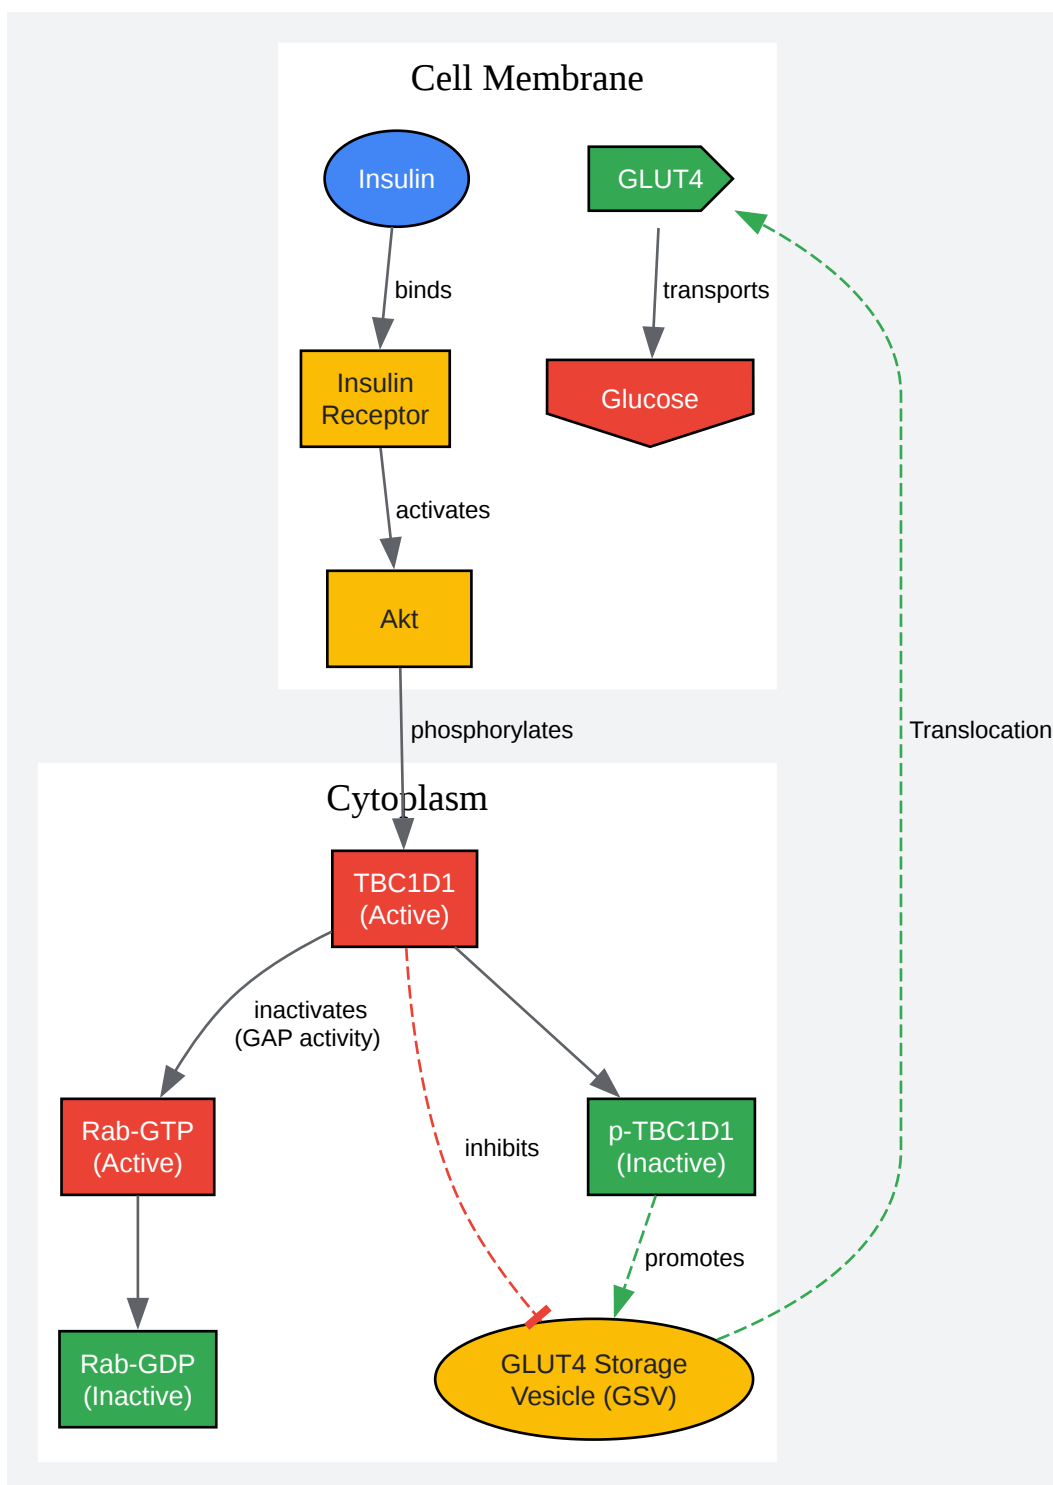 Cell Membrane
Insulin
GLUT4
binds
transports
Insulin
Receptor
Glucose
activates
Akt
phosphorylates
Translocation
Cytoplasm
TBC1D1
(Active)
inactivates
(GAP activity)
Rab-GTP
(Active)
inhibits
p-TBC1D1
(Inactive)
promotes
Rab-GDP
(Inactive)
GLUT4 Storage
Vesicle (GSV)